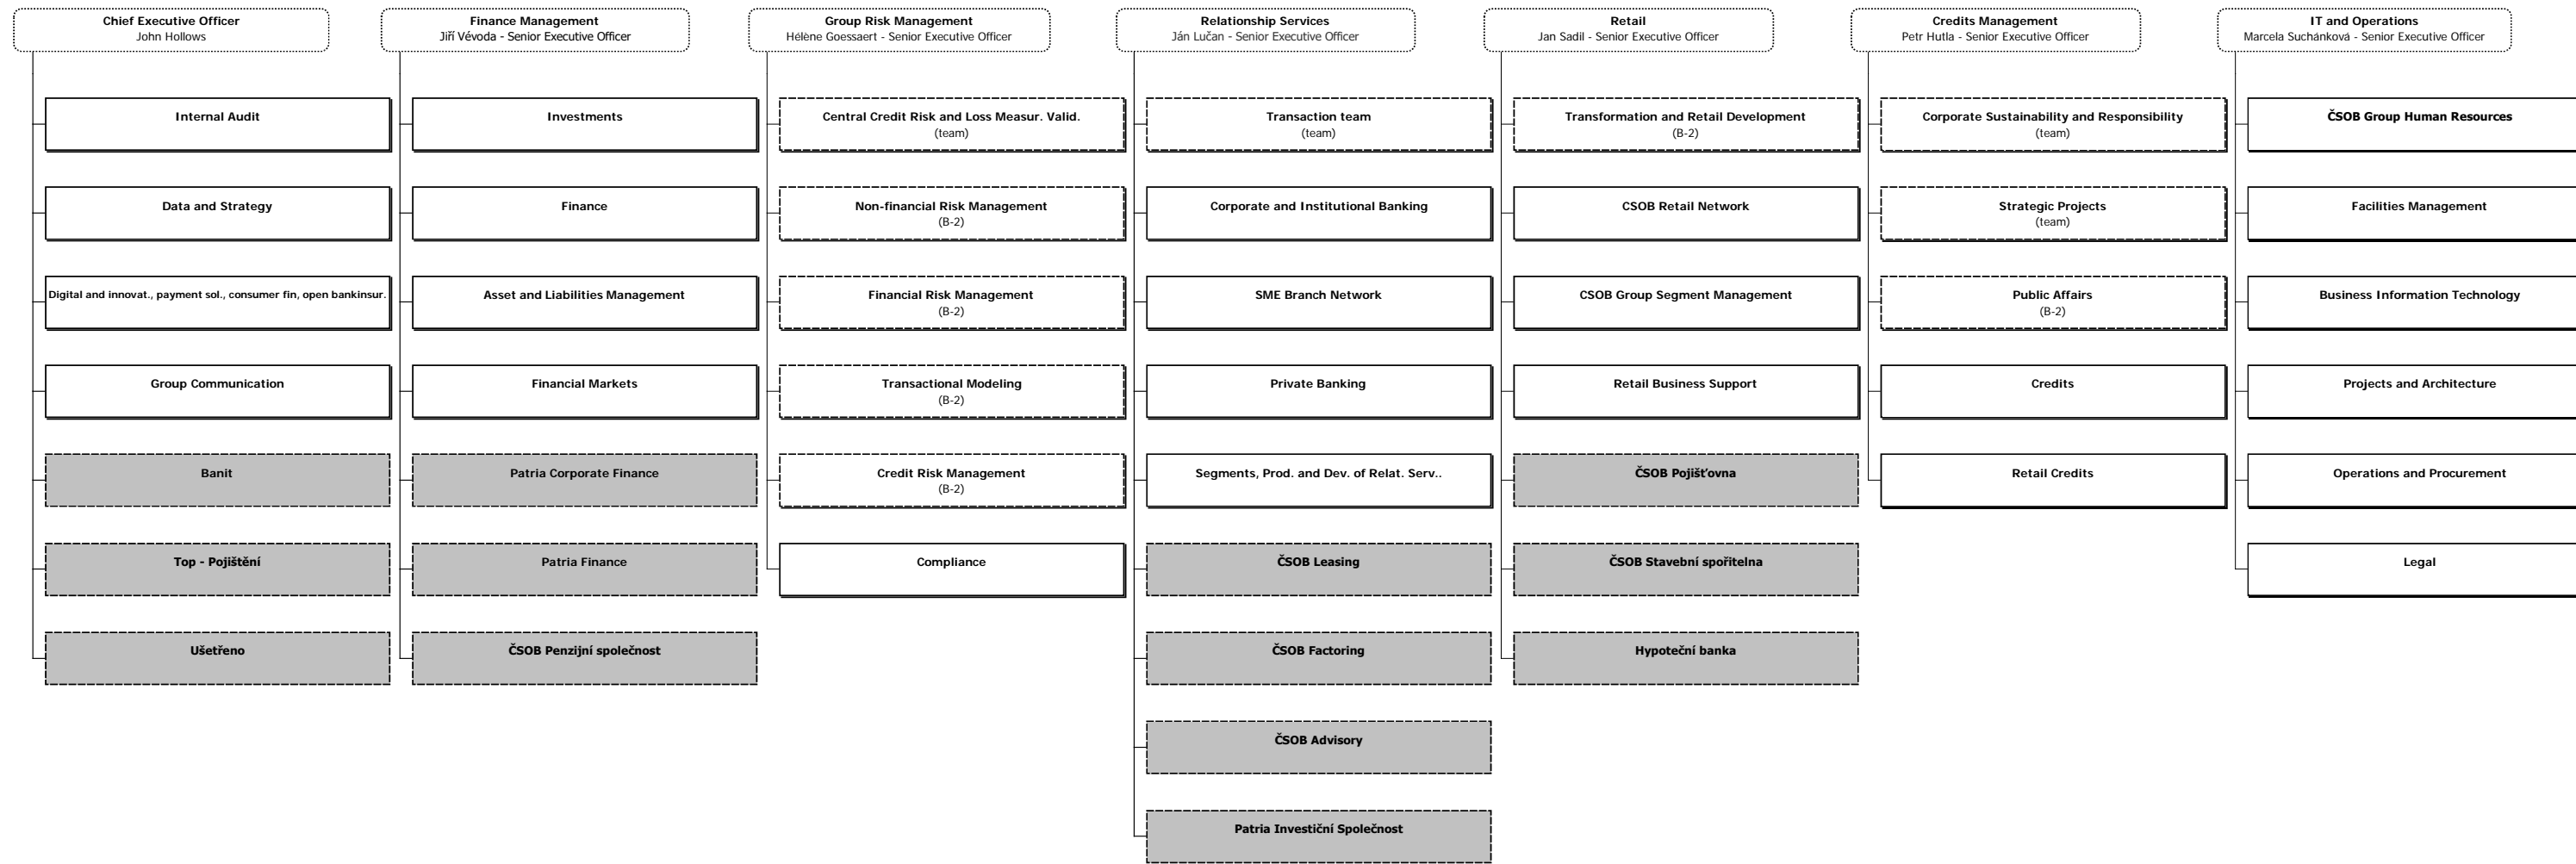 Chief Executive Officer
John Hollows
Internal Audit
Data and Strategy
Digital and innovat., payment sol., consumer fin, open bankinsur.
Group Communication
Banit
Top - Pojištění
Ušetřeno
Finance Management
Jiří Vévoda - Senior Executive Officer
Investments
Finance
Asset and Liabilities Management
Financial Markets
Patria Corporate Finance
Patria Finance
ČSOB Penzijní společnost
Group Risk Management
Hélène Goessaert - Senior Executive Officer
Central Credit Risk and Loss Measur. Valid.
(team)
Non-financial Risk Management
(B-2)
Financial Risk Management
(B-2)
Transactional Modeling
(B-2)
Credit Risk Management
(B-2)
Compliance
Relationship Services
Ján Lučan - Senior Executive Officer
Transaction team
(team)
Corporate and Institutional Banking
SME Branch Network
Private Banking
Segments, Prod. and Dev. of Relat. Serv..
ČSOB Leasing
ČSOB Factoring
ČSOB Advisory
Patria Investiční Společnost
Retail
Jan Sadil - Senior Executive Officer
Transformation and Retail Development
(B-2)
CSOB Retail Network
CSOB Group Segment Management
Retail Business Support
ČSOB Pojišťovna
ČSOB Stavební spořitelna
Hypoteční banka
Credits Management
Petr Hutla - Senior Executive Officer
Corporate Sustainability and Responsibility
(team)
Strategic Projects
(team)
Public Affairs
(B-2)
Credits
Retail Credits
IT and Operations
Marcela Suchánková - Senior Executive Officer
ČSOB Group Human Resources
Facilities Management
Business Information Technology
Projects and Architecture
Operations and Procurement
Legal